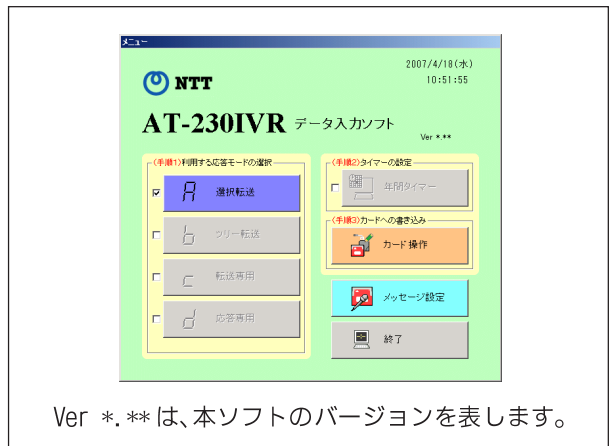 メニュー
2007/4/18(水)
10:51:55
NTT
AT-230IVR データ入力ソフト
Ver *.**
(手順1)利用する応答モードの選択
A 選択転送
b ツリー転送
c 転送専用
d 応答専用
(手順2)タイマーの設定
年間タイマー
(手順3)カードへの書き込み
カード操作
メッセージ設定
終了
Ver *.** は、本ソフトのバージョンを表します。